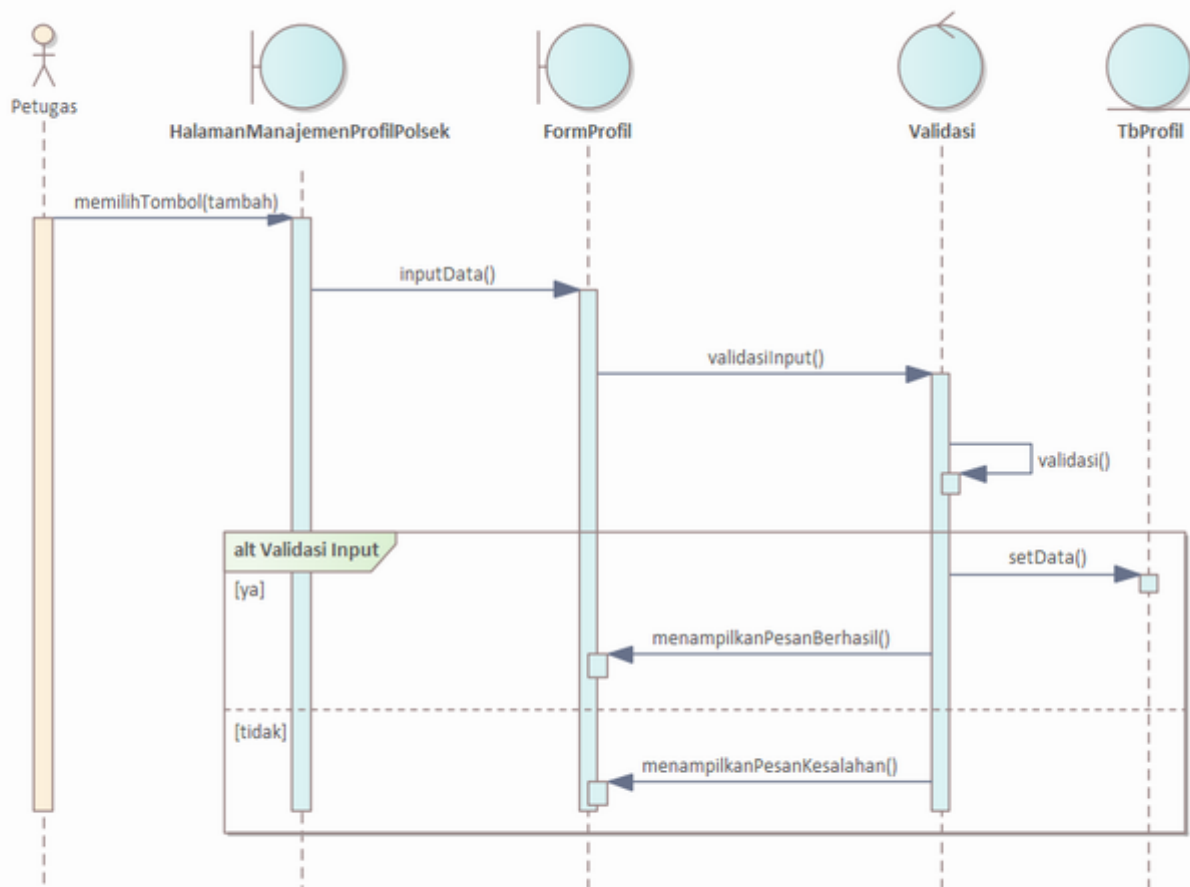 Petugas
HalamanManajemenProfilPolsek
FormProfil
Validasi
TbProfil
memilihTombol(tambah)
inputData()
validasiInput()
validasi()
alt Validasi Input
setData()
[ya]
menampilkanPesanBerhasil()
[tidak]
menampilkanPesanKesalahan()